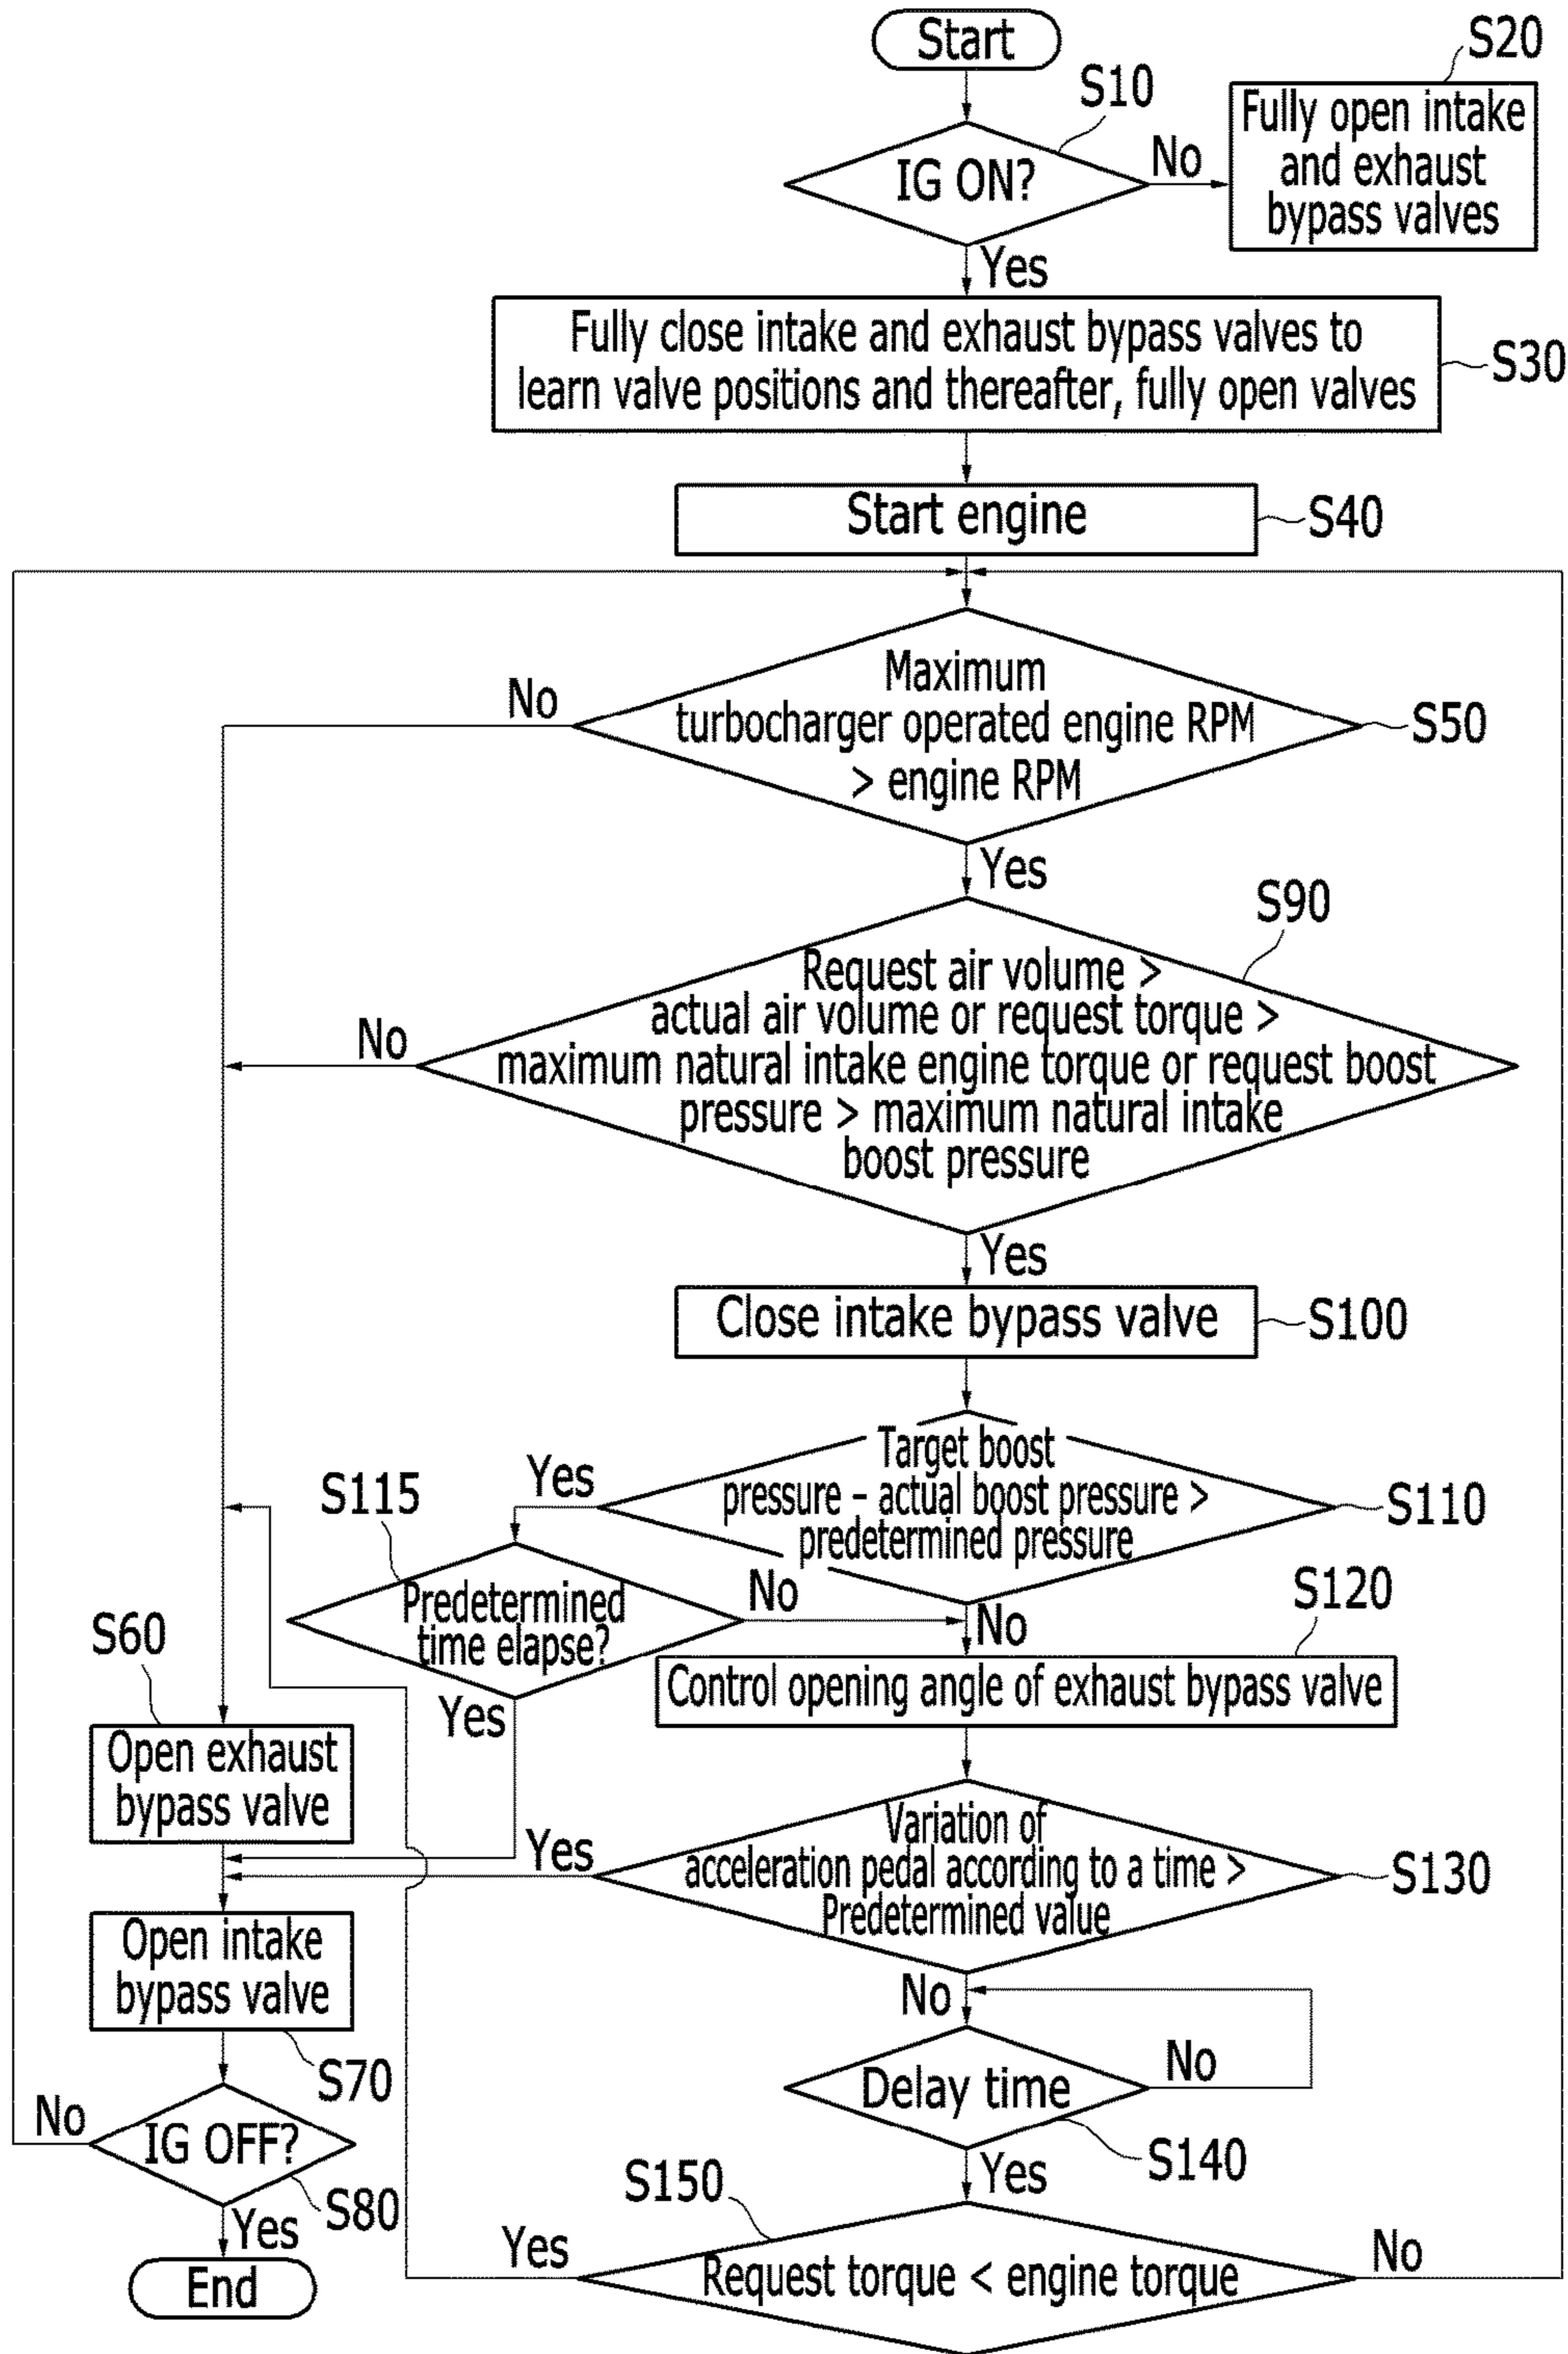 Start
S10
S20
IG ON?
No
Fully open intake
and exhaust
bypass valves
Yes
Fully close intake and exhaust bypass valves to
learn valve positions and thereafter, fully open valves
S30
Start engine
S40
No
Maximum
turbocharger operated engine RPM
> engine RPM
S50
Yes
S90
No
Request air volume >
actual air volume or request torque >
maximum natural intake engine torque or request boost
pressure > maximum natural intake
boost pressure
Yes
Close intake bypass valve
S100
Target boost
pressure – actual boost pressure >
predetermined pressure
S110
Yes
S115
Predetermined
time elapse?
No
No
S120
Yes
Control opening angle of exhaust bypass valve
S60
Open exhaust
bypass valve
Yes
Variation of
acceleration pedal according to a time >
Predetermined value
S130
Open intake
bypass valve
S70
No
Delay time
No
S140
No
IG OFF?
S80
Yes
End
Yes
S150
Yes
Request torque < engine torque
No